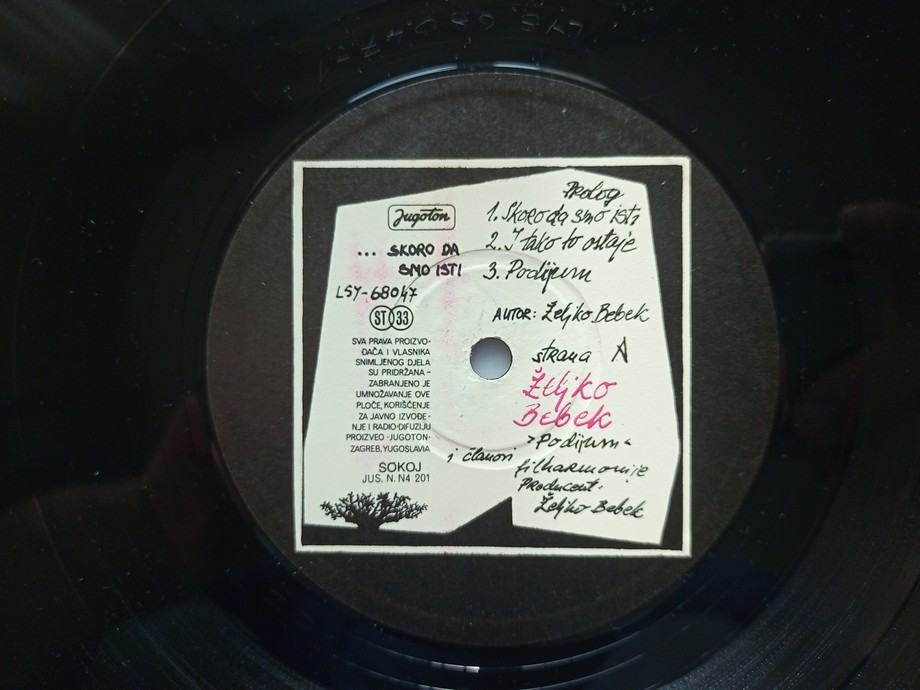 LYS 68047-1
Jugoton
... SKORO DA
SMO ISTI
LSY-68047
ST 33
SVA PRAVA PROIZVO-
ĐAČA I VLASNIKA
SNIMLJENOG DJELA
SU PRIDRŽANA -
ZABRANJENO JE
UMNOŽAVANJE OVE
PLOČE, KORIŠĆENJE
ZA JAVNO IZVOĐE-
NJE I RADIO·DIFUZIJU
PROIZVEO ·JUGOTON·
ZAGREB, YUGOSLAVIA
SOKOJ
JUS. N. N4 201
Prolog
1. Skoro da smo isti
2. I tako to ostaje
3. Podijum
AUTOR: Željko Bebek
strana A
Željko
Bebek
>Podijum<
i članovi
filharmonije
Producent·
Željko Bebek